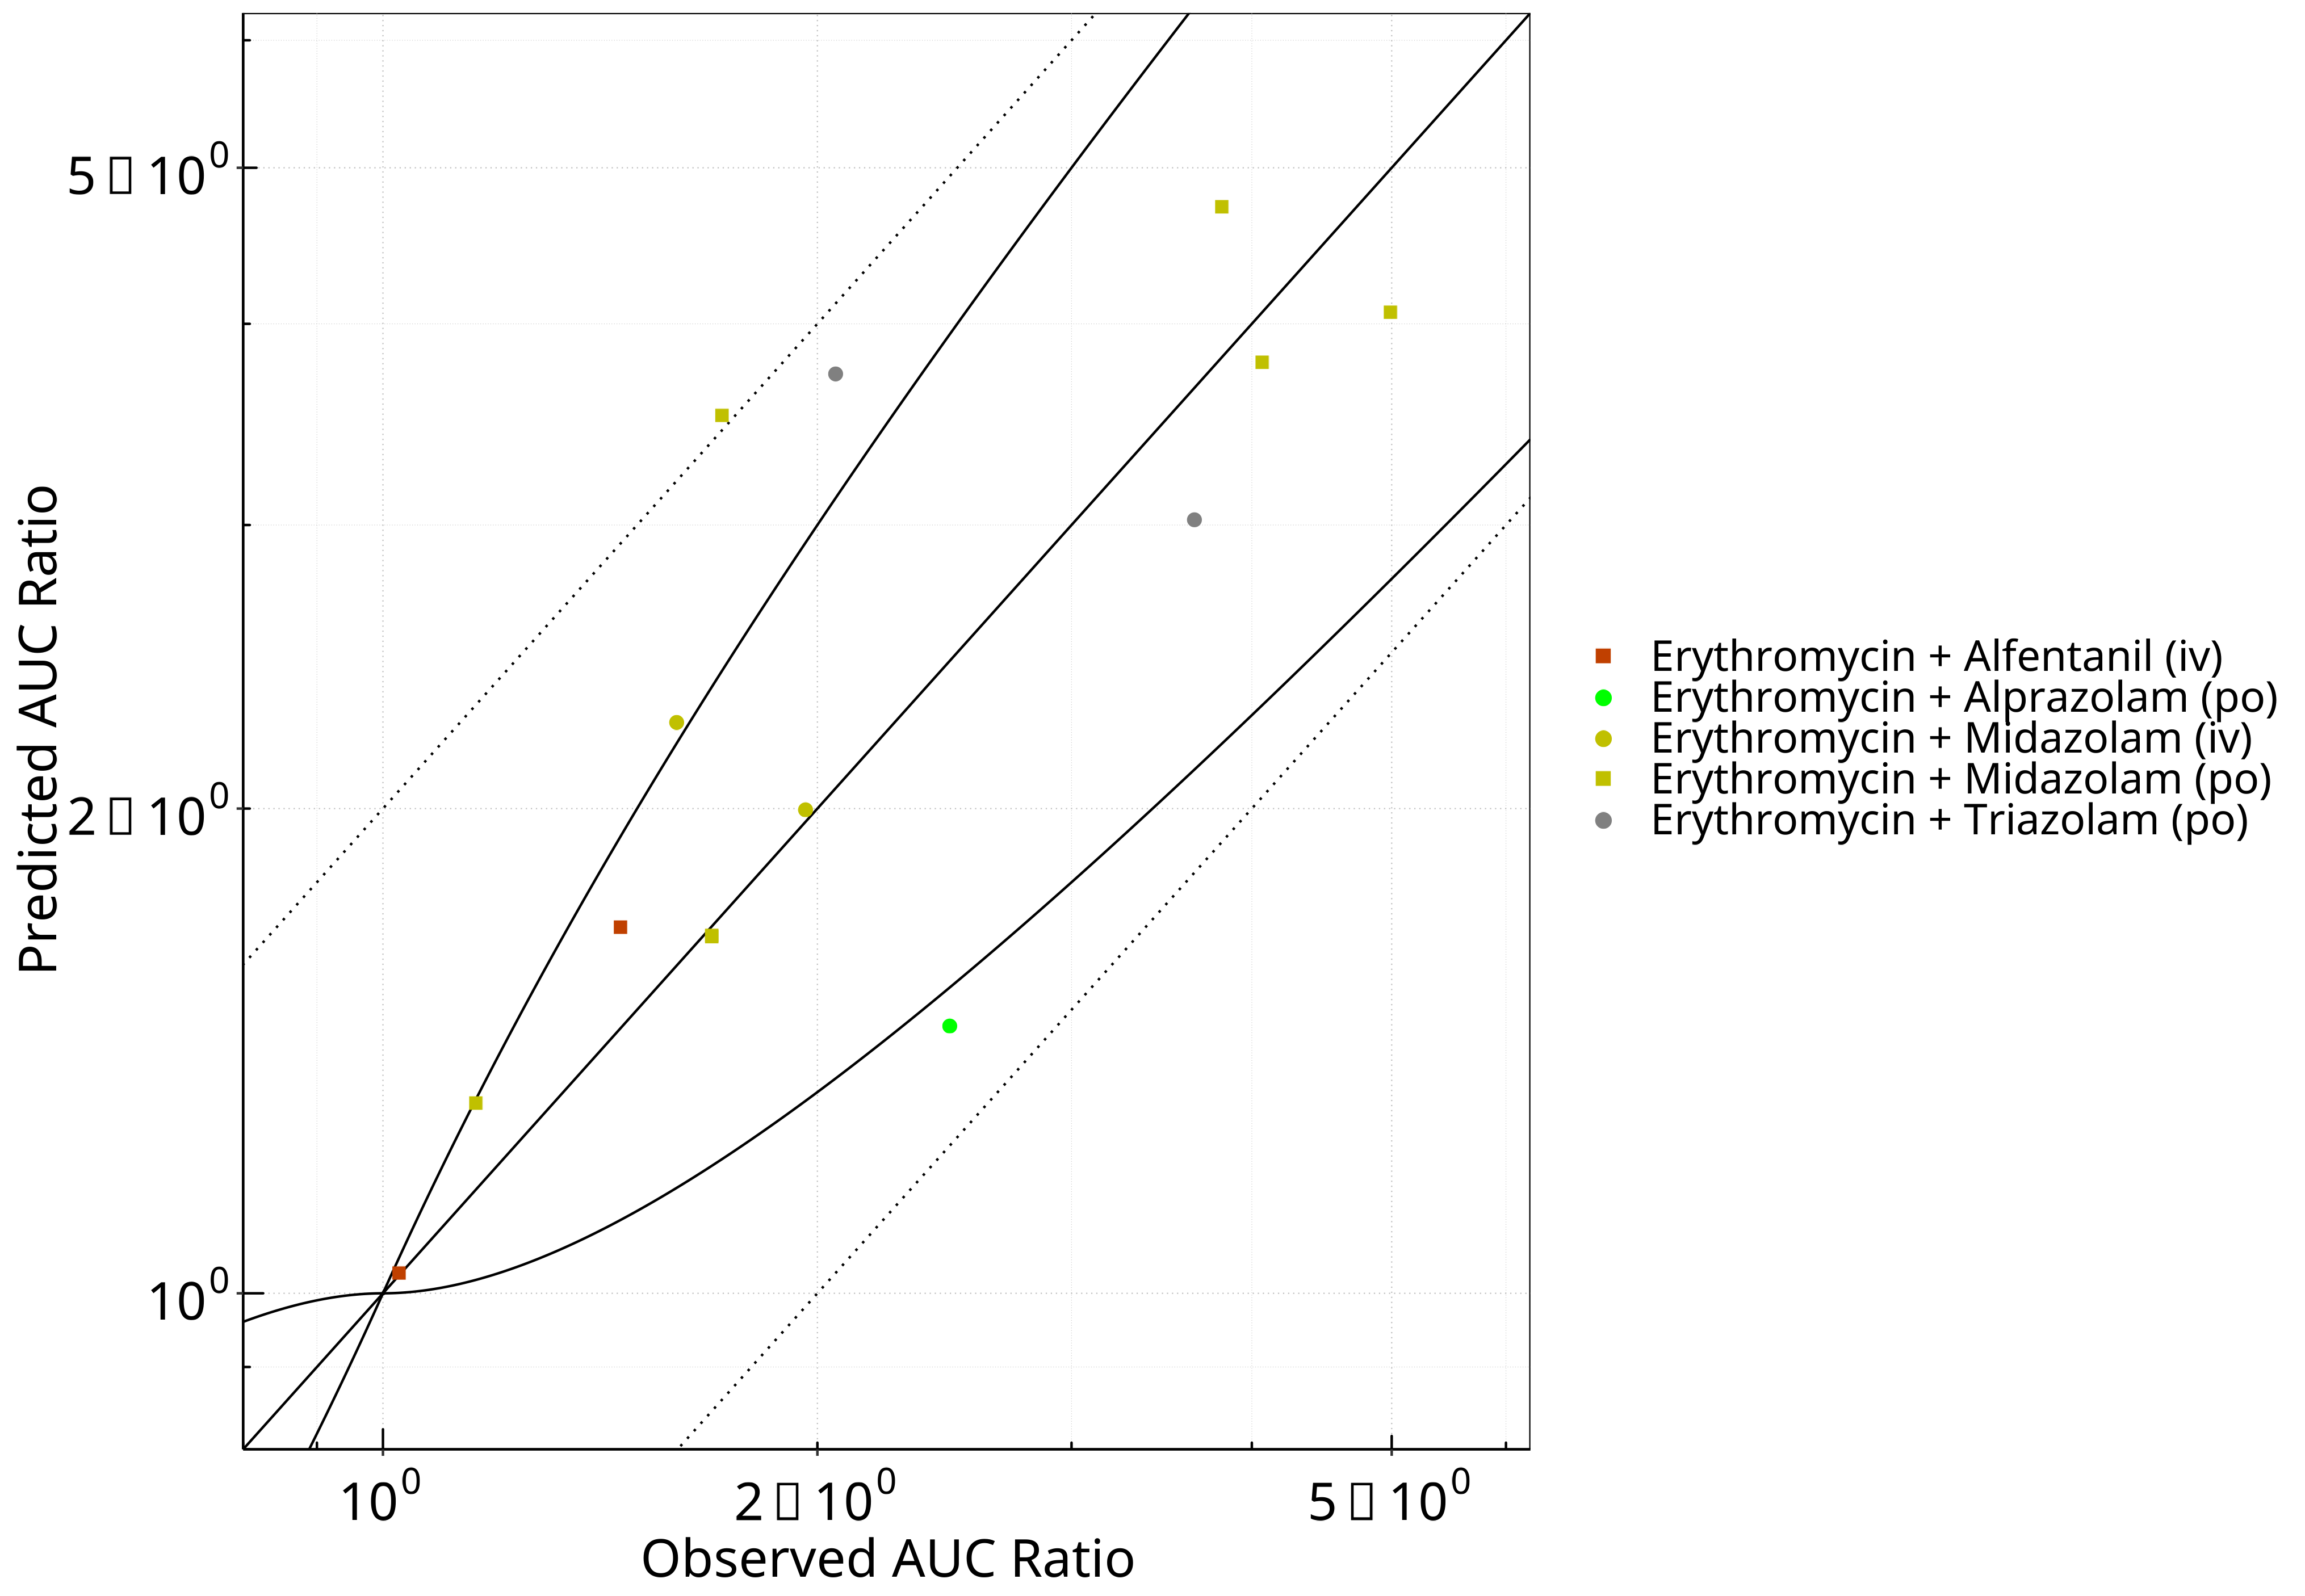 Predicted AUC Ratio
5 10⁰
2 10⁰
10⁰
10⁰
2 10⁰
5 10⁰
Observed AUC Ratio
Erythromycin + Alfentanil (iv)
Erythromycin + Alprazolam (po)
Erythromycin + Midazolam (iv)
Erythromycin + Midazolam (po)
Erythromycin + Triazolam (po)